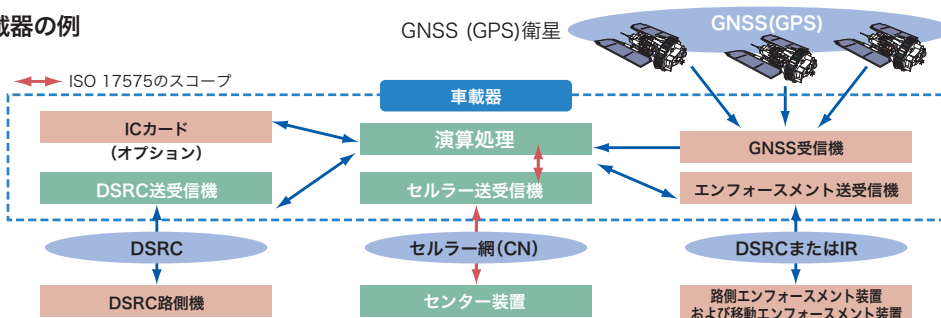 載器の例
GNSS (GPS)衛星
GNSS(GPS)
ISO 17575のスコープ
車載器
ICカード
(オプション)
演算処理
GNSS受信機
DSRC送受信機
セルラー送受信機
エンフォースメント送受信機
DSRC
セルラー網(CN)
DSRCまたはIR
DSRC路側機
センター装置
路側エンフォースメント装置
および移動エンフォースメント装置